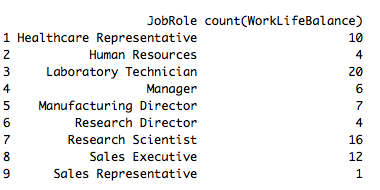 JobRole count(WorkLifeBalance)
1 Healthcare Representative 10
2 Human Resources 4
3 Laboratory Technician 20
4 Manager 6
5 Manufacturing Director 7
6 Research Director 4
7 Research Scientist 16
8 Sales Executive 12
9 Sales Representative 1